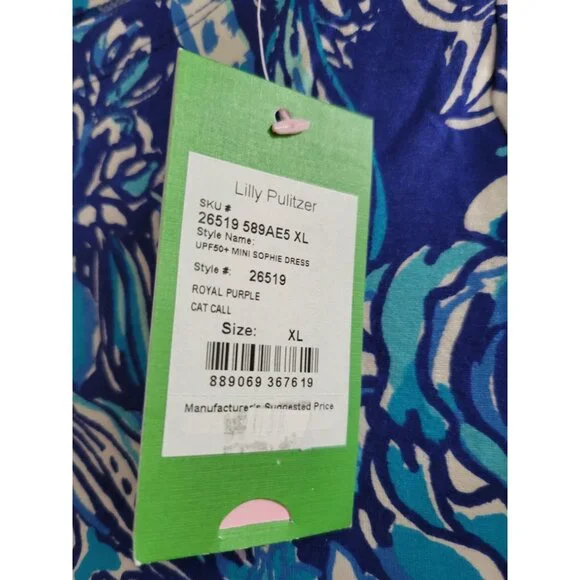 Lilly Pulitzer
SKU #
26519 589AE5 XL
Style Name:
UPF50+ MINI SOPHIE DRESS
Style #: 26519
ROYAL PURPLE
CAT CALL
Size: XL
889069 367619
Manufacturer's Suggested Price